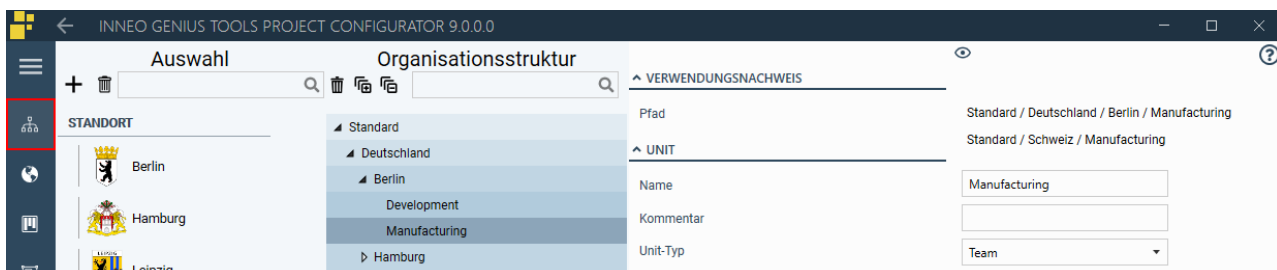 INNEO GENIUS TOOLS PROJECT CONFIGURATOR 9.0.0.0
Auswahl
Organisationsstruktur
STANDORT
Berlin
Hamburg
Leipzig
Standard
Deutschland
Berlin
Development
Manufacturing
Hamburg
VERWENDUNGSNACHWEIS
Pfad
Standard / Deutschland / Berlin / Manufacturing
Standard / Schweiz / Manufacturing
UNIT
Name
Manufacturing
Kommentar
Unit-Typ
Team